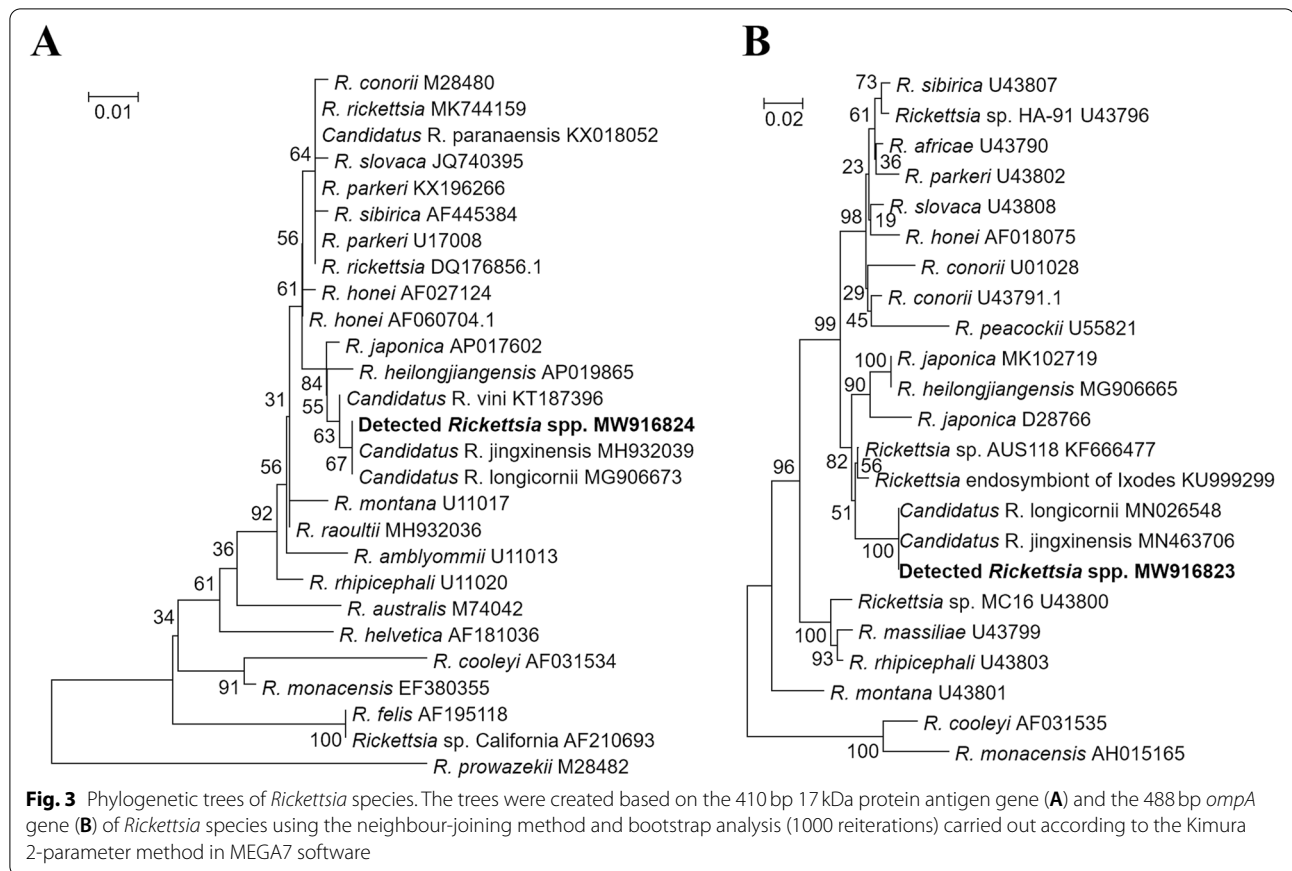 A
0.01
R. conorii M28480
R. rickettsia MK744159
Candidatus R. paranaensis KX018052
64
R. slovaca JQ740395
R. parkeri KX196266
R. sibirica AF445384
56
R. parkeri U17008
R. rickettsia DQ176856.1
61
R. honei AF027124
R. honei AF060704.1
R. japonica AP017602
84
R. heilongjiangensis AP019865
31
55
Candidatus R. vini KT187396
63
Detected Rickettsia spp. MW916824
Candidatus R. jingxinensis MH932039
56
67
Candidatus R. longicornii MG906673
R. montana U11017
92
R. raoultii MH932036
36
R. amblyommii U11013
61
R. rhipicephali U11020
R. australis M74042
34
R. helvetica AF181036
R. cooleyi AF031534
91
R. monacensis EF380355
R. felis AF195118
100
Rickettsia sp. California AF210693
R. prowazekii M28482
B
0.02
73
R. sibirica U43807
61
Rickettsia sp. HA-91 U43796
R. africae U43790
23
36
R. parkeri U43802
R. slovaca U43808
98
19
R. honei AF018075
R. conorii U01028
29
R. conorii U43791.1
99
45
R. peacockii U55821
100
R. japonica MK102719
90
R. heilongjiangensis MG906665
R. japonica D28766
Rickettsia sp. AUS118 KF666477
96
82
56
Rickettsia endosymbiont of Ixodes KU999299
51
Candidatus R. longicornii MN026548
100
Candidatus R. jingxinensis MN463706
Detected Rickettsia spp. MW916823
Rickettsia sp. MC16 U43800
100
R. massiliae U43799
93
R. rhipicephali U43803
R. montana U43801
R. cooleyi AF031535
100
R. monacensis AH015165
Fig. 3 Phylogenetic trees of Rickettsia species. The trees were created based on the 410 bp 17 kDa protein antigen gene (A) and the 488 bp ompA
gene (B) of Rickettsia species using the neighbour-joining method and bootstrap analysis (1000 reiterations) carried out according to the Kimura
2-parameter method in MEGA7 software